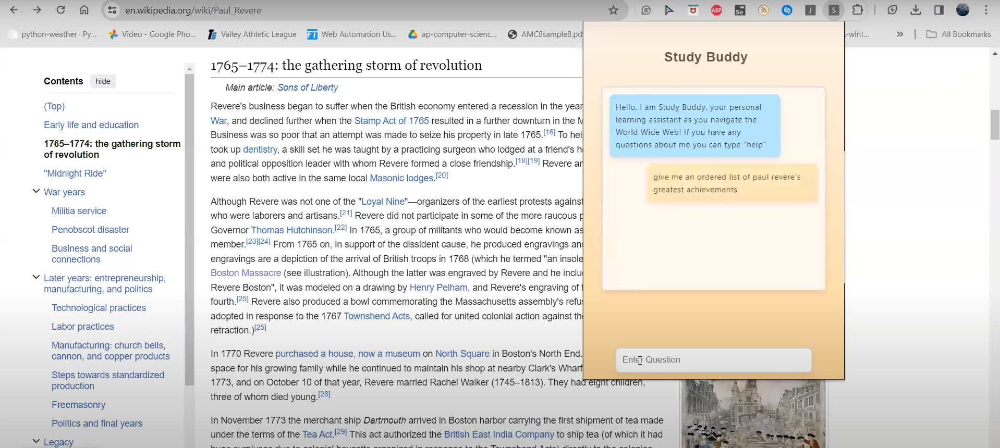 en.wikipedia.org/wiki/Paul_Revere
python-weather · Py...
Video - Google Pho...
Valley Athletic League
Web Automation Us...
ap-computer-scienc...
AMC8sample8.pd
-wInt...
All Bookmarks
Contents hide
(Top)
Early life and education
1765–1774: the gathering storm
of revolution
"Midnight Ride"
War years
Militia service
Penobscot disaster
Business and social
connections
Later years: entrepreneurship,
manufacturing, and politics
Technological practices
Labor practices
Manufacturing: church bells,
cannon, and copper products
Steps towards standardized
production
Freemasonry
Politics and final years
Legacy
1765–1774: the gathering storm of revolution
Main article: Sons of Liberty
Revere's business began to suffer when the British economy entered a recession in the year
War, and declined further when the Stamp Act of 1765 resulted in a further downturn in the M
Business was so poor that an attempt was made to seize his property in late 1765.[16] To hel
took up dentistry, a skill set he was taught by a practicing surgeon who lodged at a friend's h
and political opposition leader with whom Revere formed a close friendship.[18][19] Revere an
were also both active in the same local Masonic lodges.[20]
Although Revere was not one of the "Loyal Nine"—organizers of the earliest protests against
who were laborers and artisans.[21] Revere did not participate in some of the more raucous p
Governor Thomas Hutchinson.[22] In 1765, a group of militants who would become known as
member.[23][24] From 1765 on, in support of the dissident cause, he produced engravings and
engravings are a depiction of the arrival of British troops in 1768 (which he termed "an insole
Boston Massacre (see illustration). Although the latter was engraved by Revere and he inclu
Revere Boston", it was modeled on a drawing by Henry Pelham, and Revere's engraving of t
fourth.[25] Revere also produced a bowl commemorating the Massachusetts assembly's refus
adopted in response to the 1767 Townshend Acts, called for united colonial action against the
retraction.)[25]
In 1770 Revere purchased a house, now a museum on North Square in Boston's North End.
space for his growing family while he continued to maintain his shop at nearby Clark's Wharf
1773, and on October 10 of that year, Revere married Rachel Walker (1745–1813). They had eight children,
three of whom died young.[28]
In November 1773 the merchant ship Dartmouth arrived in Boston harbor carrying the first shipment of tea made
under the terms of the Tea Act.[29] This act authorized the British East India Company to ship tea (of which it had
Study Buddy
Hello, I am Study Buddy, your personal
learning assistant as you navigate the
World Wide Web! If you have any
questions about me you can type "help"
give me an ordered list of paul revere's
greatest achievements
Enter Question